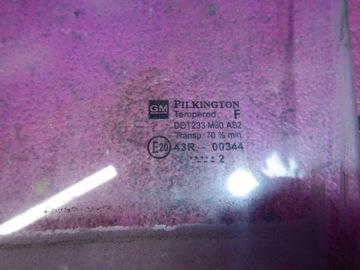 GM PILKINGTON
Tempered F
DOT233 M30 AS2
Transp. 70 % min
E20 43R - 00344
..... 2